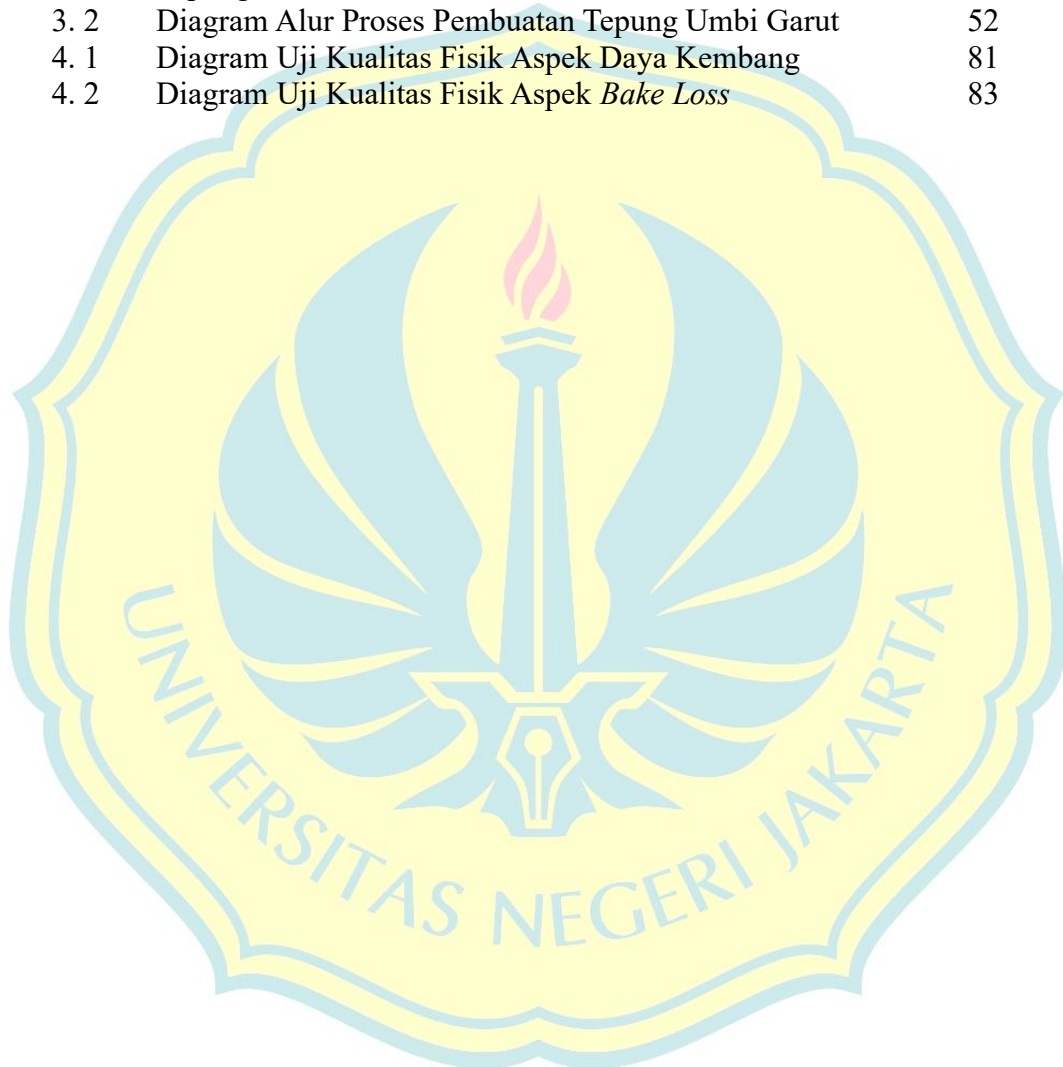 3. 2 Diagram Alur Proses Pembuatan Tepung Umbi Garut 52
4. 1 Diagram Uji Kualitas Fisik Aspek Daya Kembang 81
4. 2 Diagram Uji Kualitas Fisik Aspek Bake Loss 83
UNIVERSITAS NEGERI JAKARTA